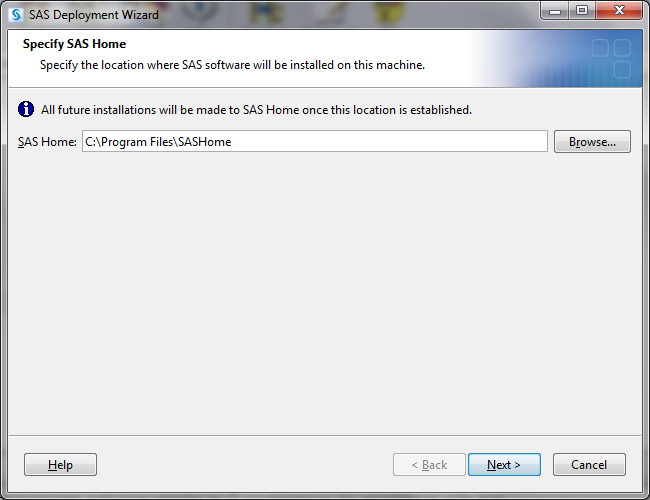 SAS Deployment Wizard
Specify SAS Home
Specify the location where SAS software will be installed on this machine.
All future installations will be made to SAS Home once this location is established.
SAS Home: C:\Program Files\SASHome Browse...
Help < Back Next > Cancel